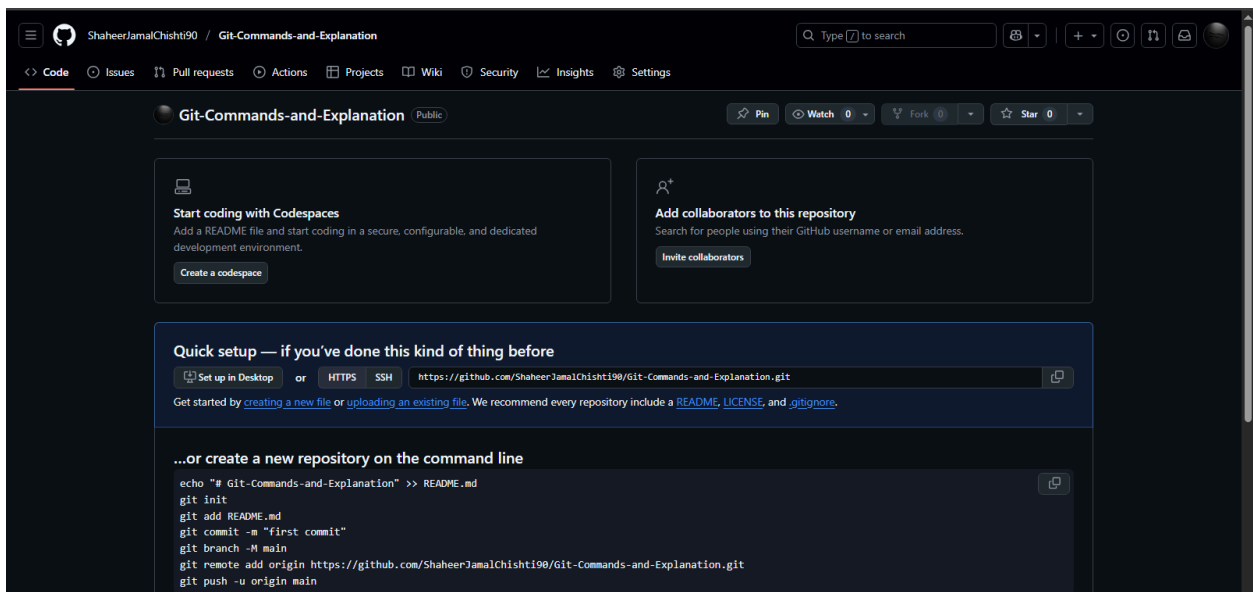 ShaheerJamalChishti90 / Git-Commands-and-Explanation
Type / to search
Code Issues Pull requests Actions Projects Wiki Security Insights Settings
Git-Commands-and-Explanation Public
Pin Watch 0 Fork 0 Star 0
Start coding with Codespaces
Add a README file and start coding in a secure, configurable, and dedicated
development environment.
Create a codespace
Add collaborators to this repository
Search for people using their GitHub username or email address.
Invite collaborators
Quick setup — if you've done this kind of thing before
Set up in Desktop or HTTPS SSH https://github.com/ShaheerJamalChishti90/Git-Commands-and-Explanation.git
Get started by creating a new file or uploading an existing file. We recommend every repository include a README, LICENSE, and .gitignore.
...or create a new repository on the command line
echo "# Git-Commands-and-Explanation" >> README.md
git init
git add README.md
git commit -m "first commit"
git branch -M main
git remote add origin https://github.com/ShaheerJamalChishti90/Git-Commands-and-Explanation.git
git push -u origin main